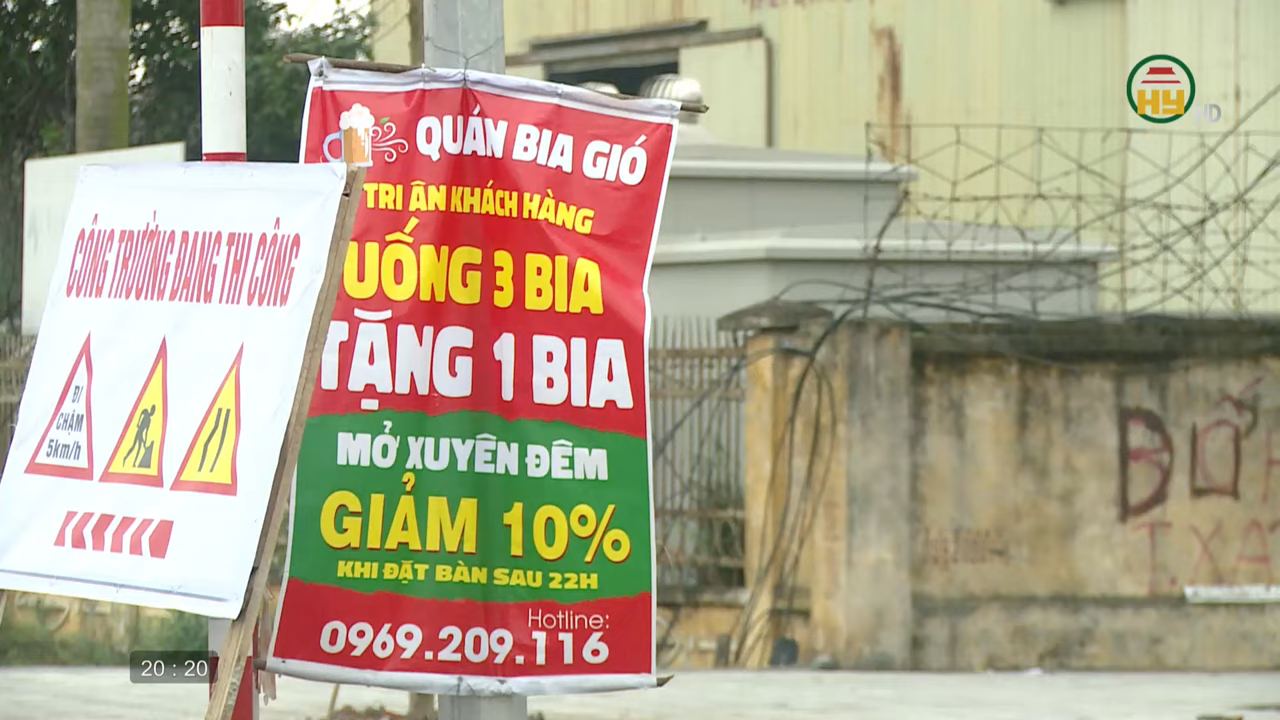 CÔNG TRƯỜNG ĐANG THI CÔNG
ĐI
CHẬM
5km/h
QUÁN BIA GIÓ
TRI ÂN KHÁCH HÀNG
UỐNG 3 BIA
TẶNG 1 BIA
MỞ XUYÊN ĐÊM
GIẢM 10%
KHI ĐẶT BÀN SAU 22H
Hotline:
0969.209.116
HY HD
20 : 20